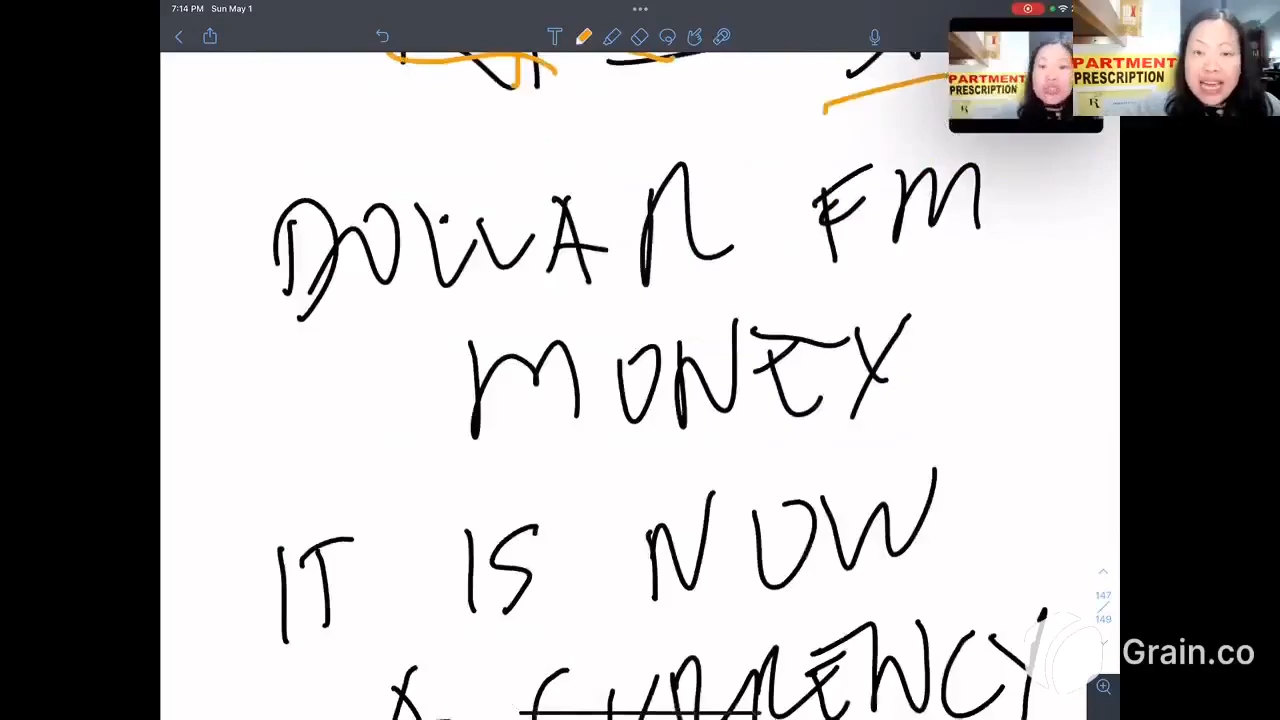 7:14 PM Sun May 1
PARTMENT
PRESCRIPTION
PARTMENT
PRESCRIPTION
DOLLAR FM
MONEY
IT IS NOW
A CURRENCY
147
149
Grain.co